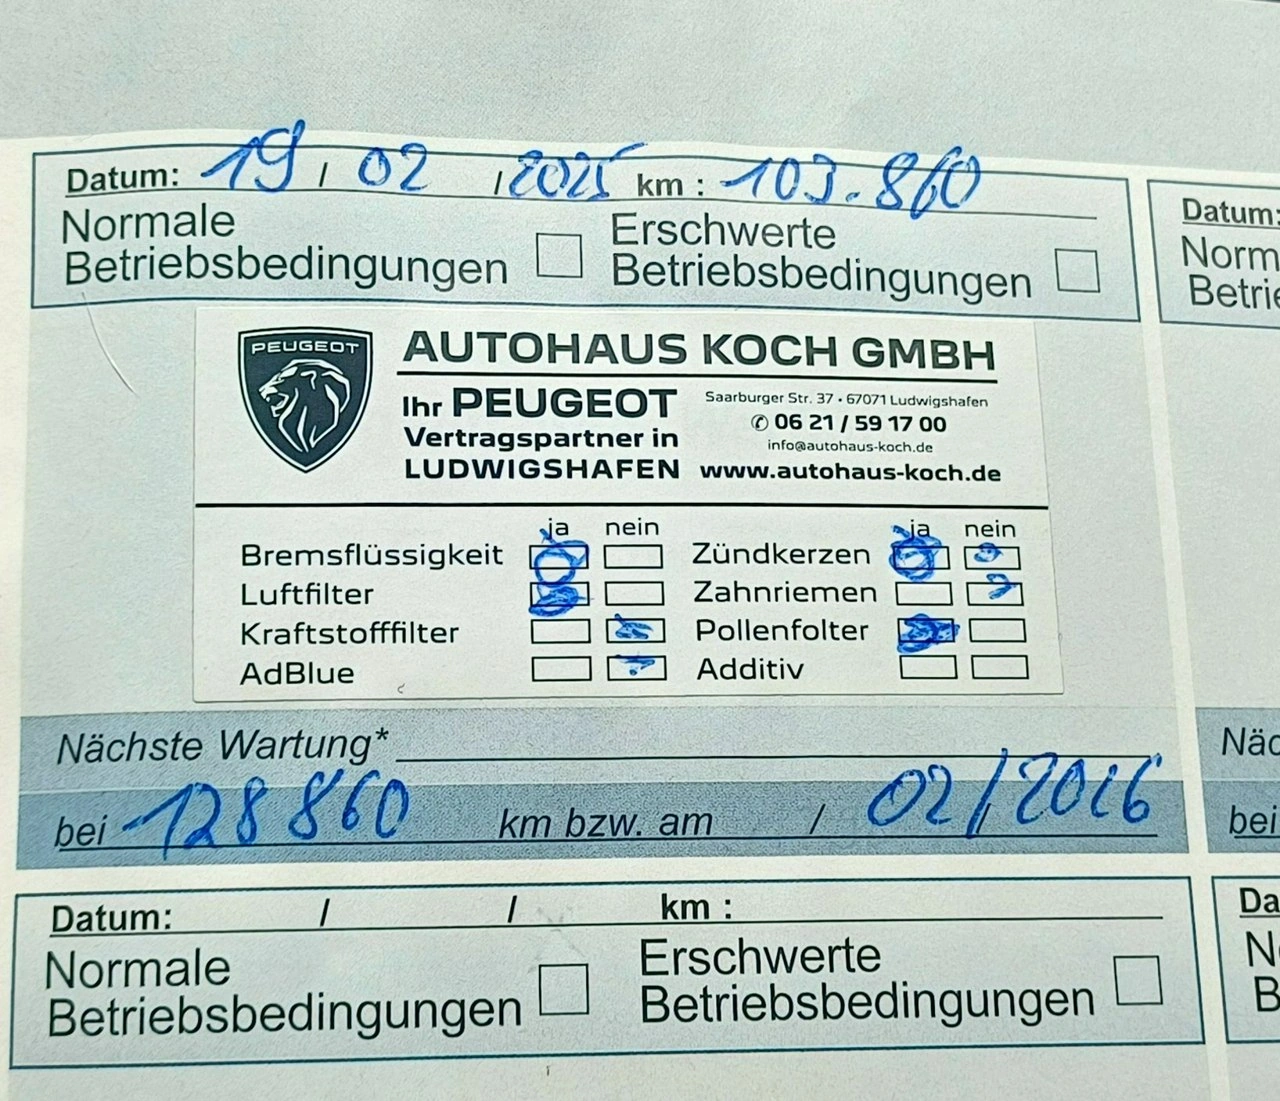 Datum: 19 / 02 / 2025 km : 103.860
Normale Betriebsbedingungen
Erschwerte Betriebsbedingungen
PEUGEOT
AUTOHAUS KOCH GMBH
Ihr PEUGEOT
Vertragspartner in
LUDWIGSHAFEN
Saarburger Str. 37 • 67071 Ludwigshafen
✆ 06 21 / 59 17 00
info@autohaus-koch.de
www.autohaus-koch.de
ja nein ja nein
Bremsflüssigkeit Zündkerzen
Luftfilter Zahnriemen
Kraftstofffilter Pollenfolter
AdBlue Additiv
Nächste Wartung*
bei 128 860 km bzw. am / 02/2026
Datum: / / km :
Normale Betriebsbedingungen
Erschwerte Betriebsbedingungen
Datum:
Norm
Betrie
Näc
bei
Da
N
B